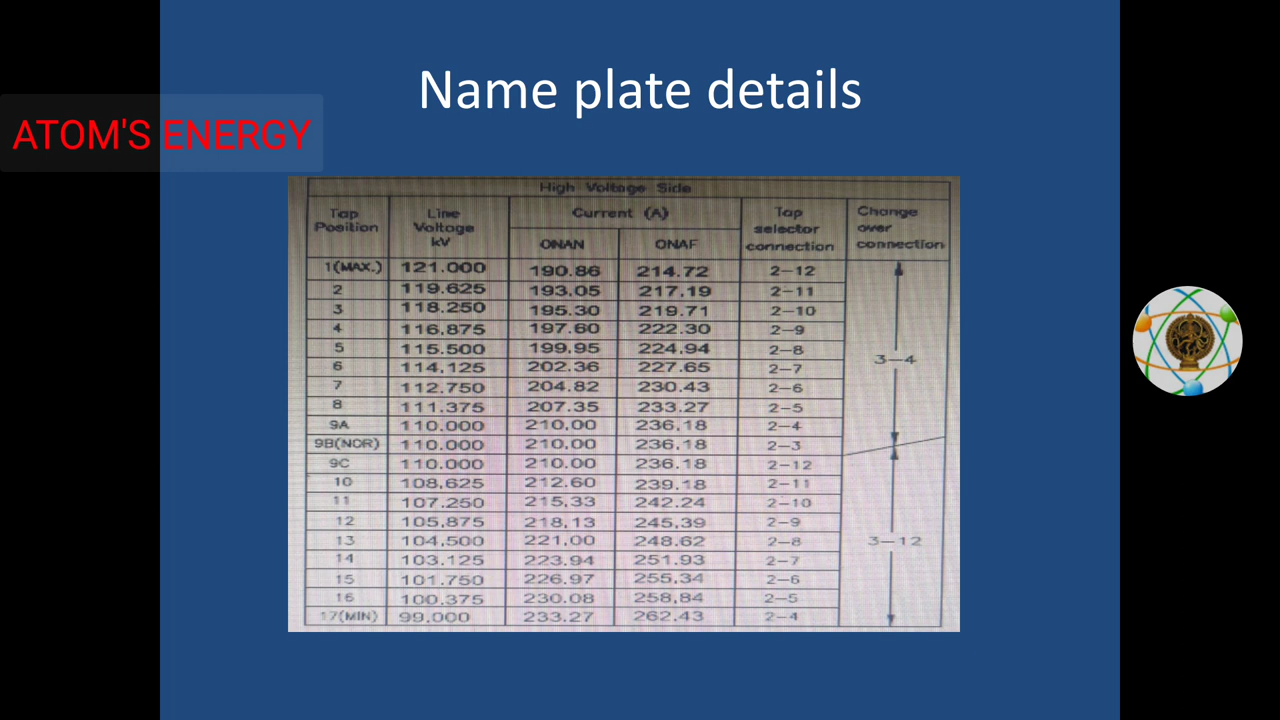 Name plate details
ATOM'S ENERGY
High Voltage Side
Tap Position Line Voltage kV Current (A) Tap selector connection Change over connection
ONAN ONAF
1(MAX.) 121.000 190.86 214.72 2-12
2 119.625 193.05 217.19 2-11
3 118.250 195.30 219.71 2-10
4 116.875 197.60 222.30 2-9
5 115.500 199.95 224.94 2-8
6 114.125 202.36 227.65 2-7
7 112.750 204.82 230.43 2-6
8 111.375 207.35 233.27 2-5
9A 110.000 210.00 236.18 2-4
9B(NOR) 110.000 210.00 236.18 2-3
9C 110.000 210.00 236.18 2-12
10 108.625 212.60 239.18 2-11
11 107.250 215.33 242.24 2-10
12 105.875 218.13 245.39 2-9
13 104.500 221.00 248.62 2-8
14 103.125 223.94 251.93 2-7
15 101.750 226.97 255.34 2-6
16 100.375 230.08 258.84 2-5
17(MIN) 99.000 233.27 262.43 2-4
3-4
3-12